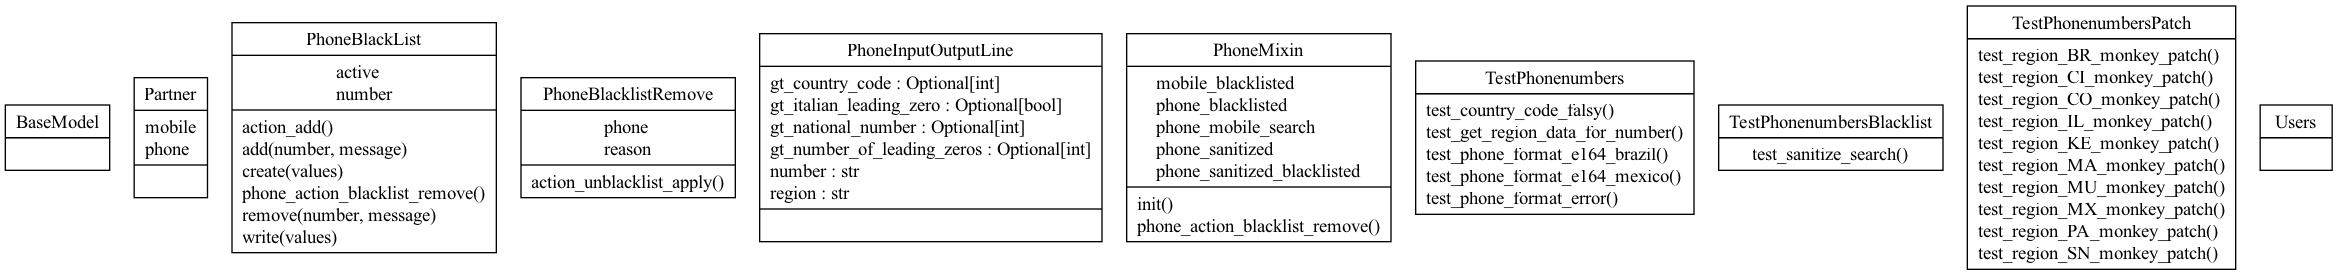 BaseModel
Partner
mobile
phone
PhoneBlackList
active
number
action_add()
add(number, message)
create(values)
phone_action_blacklist_remove()
remove(number, message)
write(values)
PhoneBlacklistRemove
phone
reason
action_unblacklist_apply()
PhoneInputOutputLine
gt_country_code : Optional[int]
gt_italian_leading_zero : Optional[bool]
gt_national_number : Optional[int]
gt_number_of_leading_zeros : Optional[int]
number : str
region : str
PhoneMixin
mobile_blacklisted
phone_blacklisted
phone_mobile_search
phone_sanitized
phone_sanitized_blacklisted
init()
phone_action_blacklist_remove()
TestPhonenumbers
test_country_code_falsy()
test_get_region_data_for_number()
test_phone_format_e164_brazil()
test_phone_format_e164_mexico()
test_phone_format_error()
TestPhonenumbersBlacklist
test_sanitize_search()
TestPhonenumbersPatch
test_region_BR_monkey_patch()
test_region_CI_monkey_patch()
test_region_CO_monkey_patch()
test_region_IL_monkey_patch()
test_region_KE_monkey_patch()
test_region_MA_monkey_patch()
test_region_MU_monkey_patch()
test_region_MX_monkey_patch()
test_region_PA_monkey_patch()
test_region_SN_monkey_patch()
Users